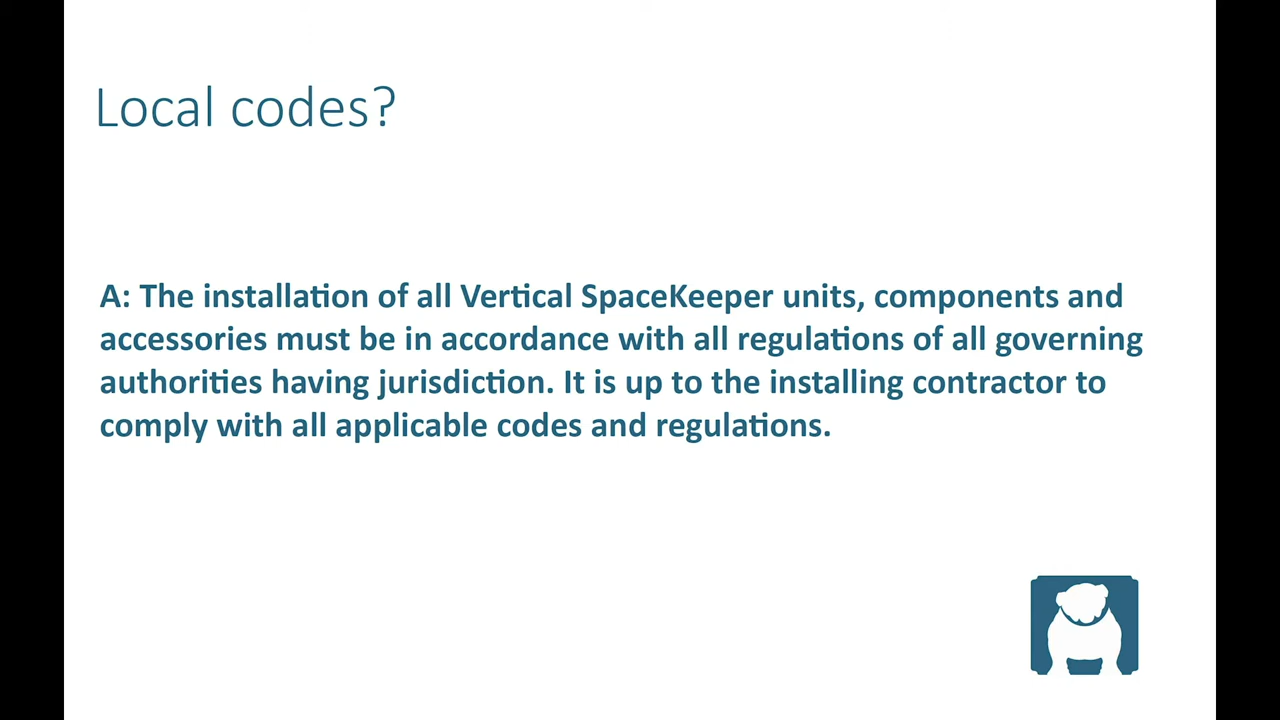 Local codes?
A: The installation of all Vertical SpaceKeeper units, components and
accessories must be in accordance with all regulations of all governing
authorities having jurisdiction. It is up to the installing contractor to
comply with all applicable codes and regulations.